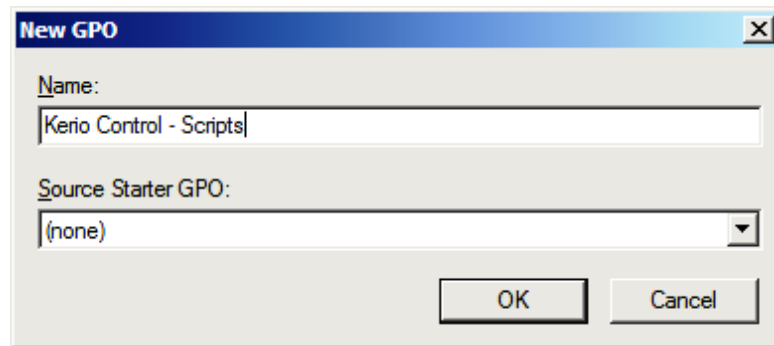 New GPO
Name:
Kerio Control - Scripts
Source Starter GPO:
(none)
OK Cancel